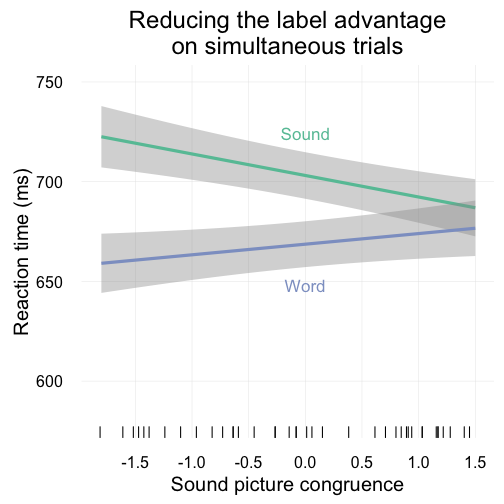 Reducing the label advantage
on simultaneous trials
Reaction time (ms)
750
700
650
600
Sound
Word
-1.5 -1.0 -0.5 0.0 0.5 1.0 1.5
Sound picture congruence